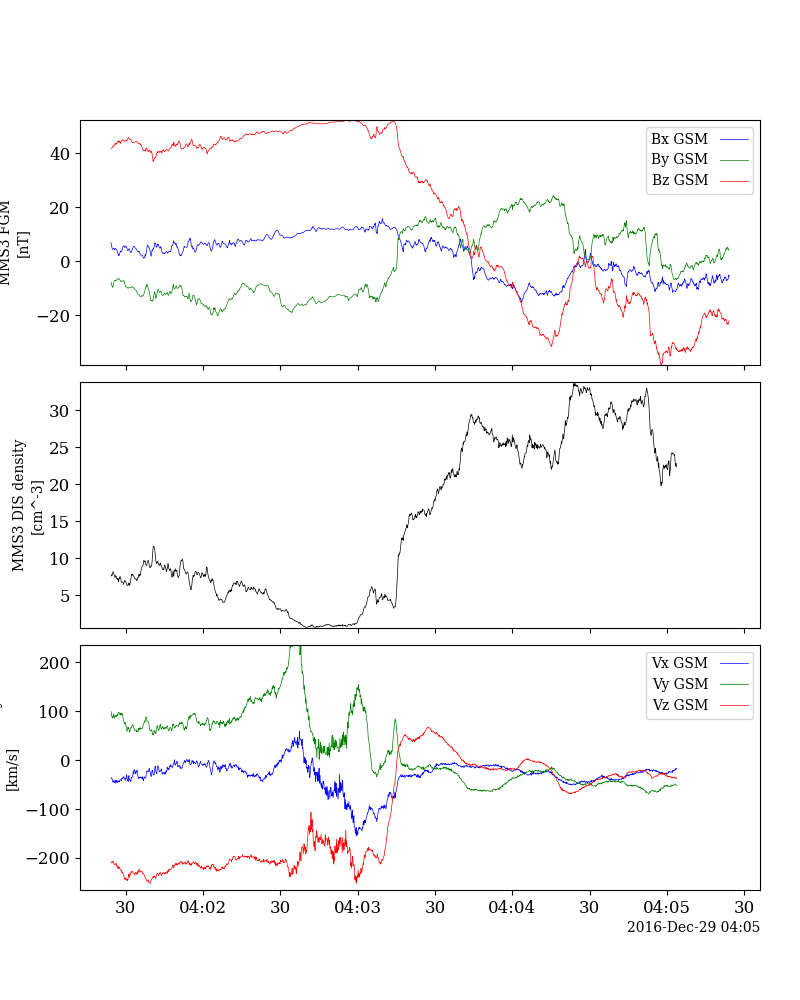 MMS3 FGM
[nT]
40
20
0
−20
Bx GSM
By GSM
Bz GSM
MMS3 DIS density
[cm^-3]
30
25
20
15
10
5
[km/s]
200
100
0
−100
−200
Vx GSM
Vy GSM
Vz GSM
30 04:02 30 04:03 30 04:04 30 04:05 30
2016-Dec-29 04:05